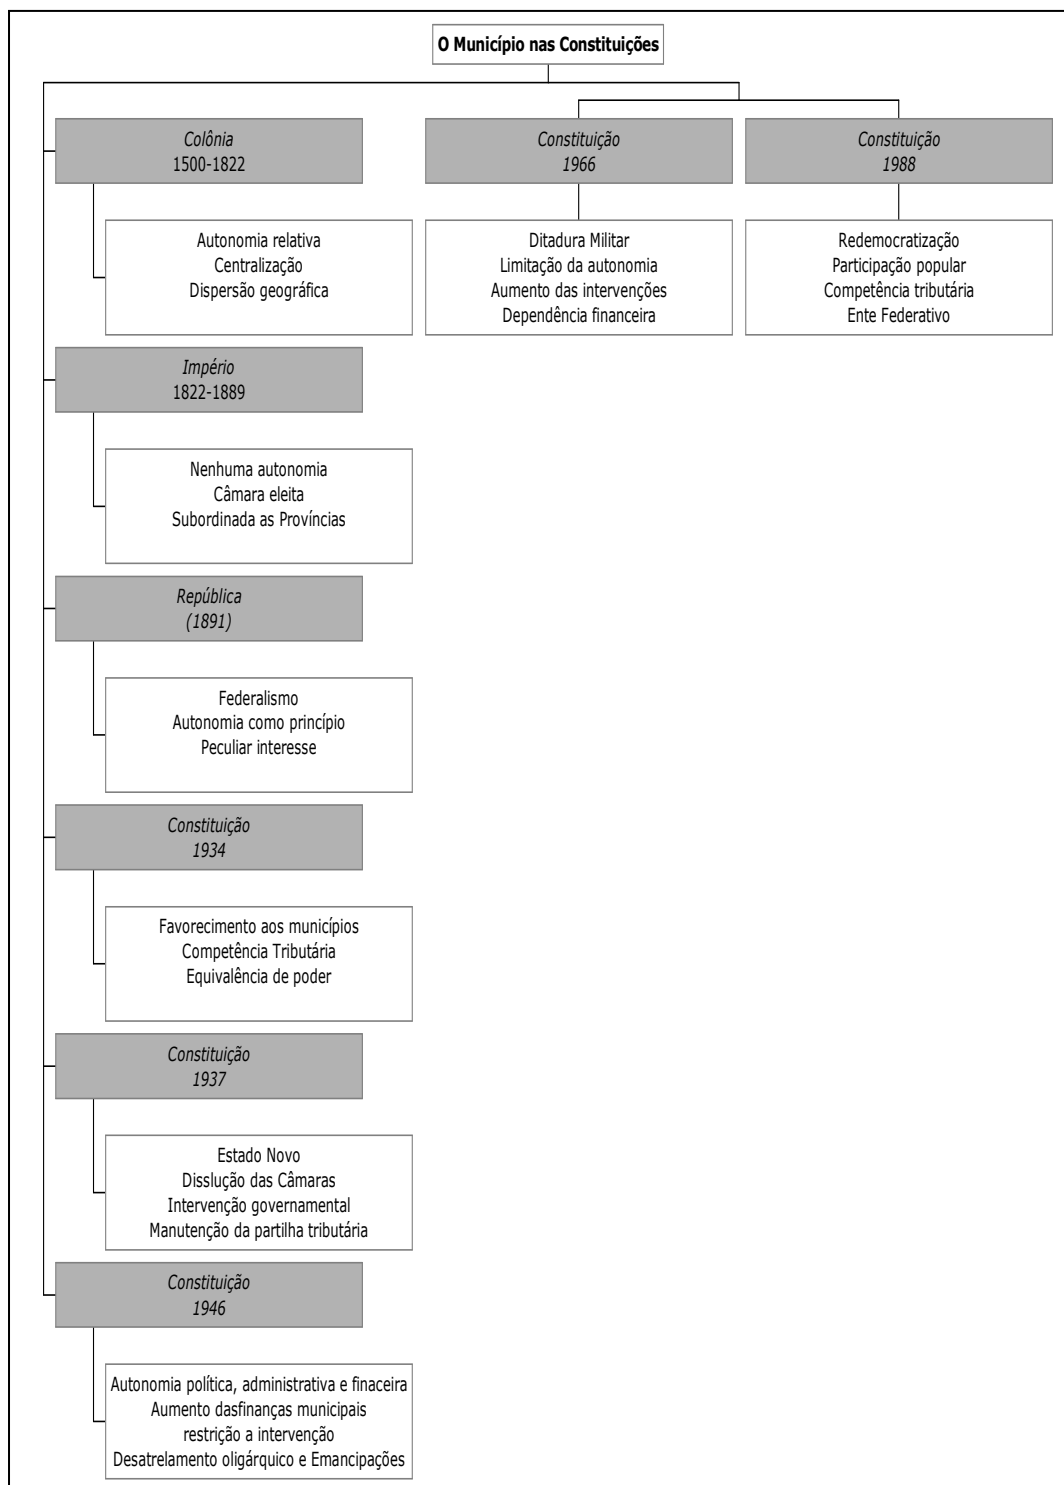 O Município nas Constituições
Colônia
1500-1822
Autonomia relativa
Centralização
Dispersão geográfica
Império
1822-1889
Nenhuma autonomia
Câmara eleita
Subordinada as Províncias
República
(1891)
Federalismo
Autonomia como princípio
Peculiar interesse
Constituição
1934
Favorecimento aos municípios
Competência Tributária
Equivalência de poder
Constituição
1937
Estado Novo
Disslução das Câmaras
Intervenção governamental
Manutenção da partilha tributária
Constituição
1946
Autonomia política, administrativa e finaceira
Aumento dasfinanças municipais
restrição a intervenção
Desatrelamento oligárquico e Emancipações
Constituição
1966
Ditadura Militar
Limitação da autonomia
Aumento das intervenções
Dependência financeira
Constituição
1988
Redemocratização
Participação popular
Competência tributária
Ente Federativo